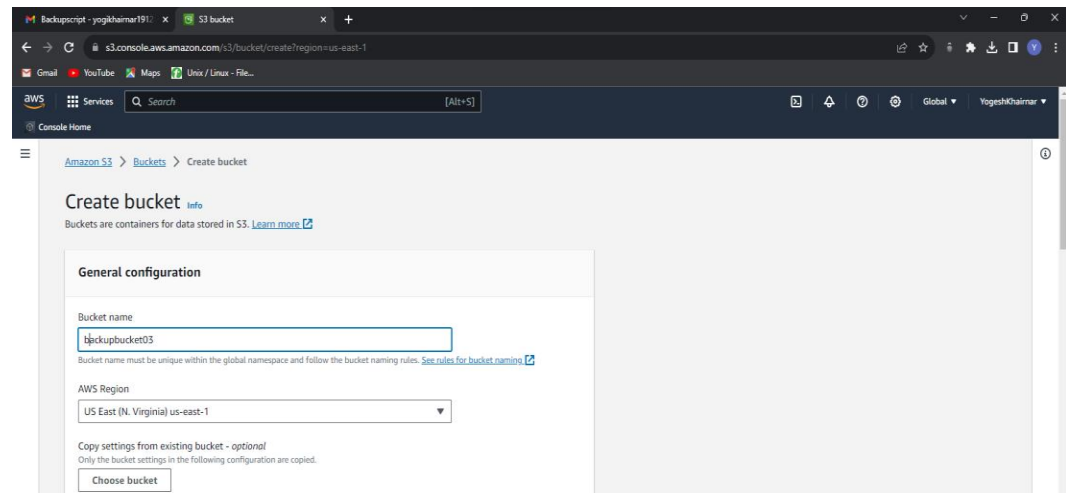 Backupscript - yogikhairnar1912
S3 bucket
s3.console.aws.amazon.com/s3/bucket/create?region=us-east-1
Gmail YouTube Maps Unix / Linux - File...
aws Services Search [Alt+S] Global YogeshKhairnar
Console Home
Amazon S3 > Buckets > Create bucket
Create bucket Info
Buckets are containers for data stored in S3. Learn more
General configuration
Bucket name
backupbucket03
Bucket name must be unique within the global namespace and follow the bucket naming rules. See rules for bucket naming
AWS Region
US East (N. Virginia) us-east-1
Copy settings from existing bucket - optional
Only the bucket settings in the following configuration are copied.
Choose bucket